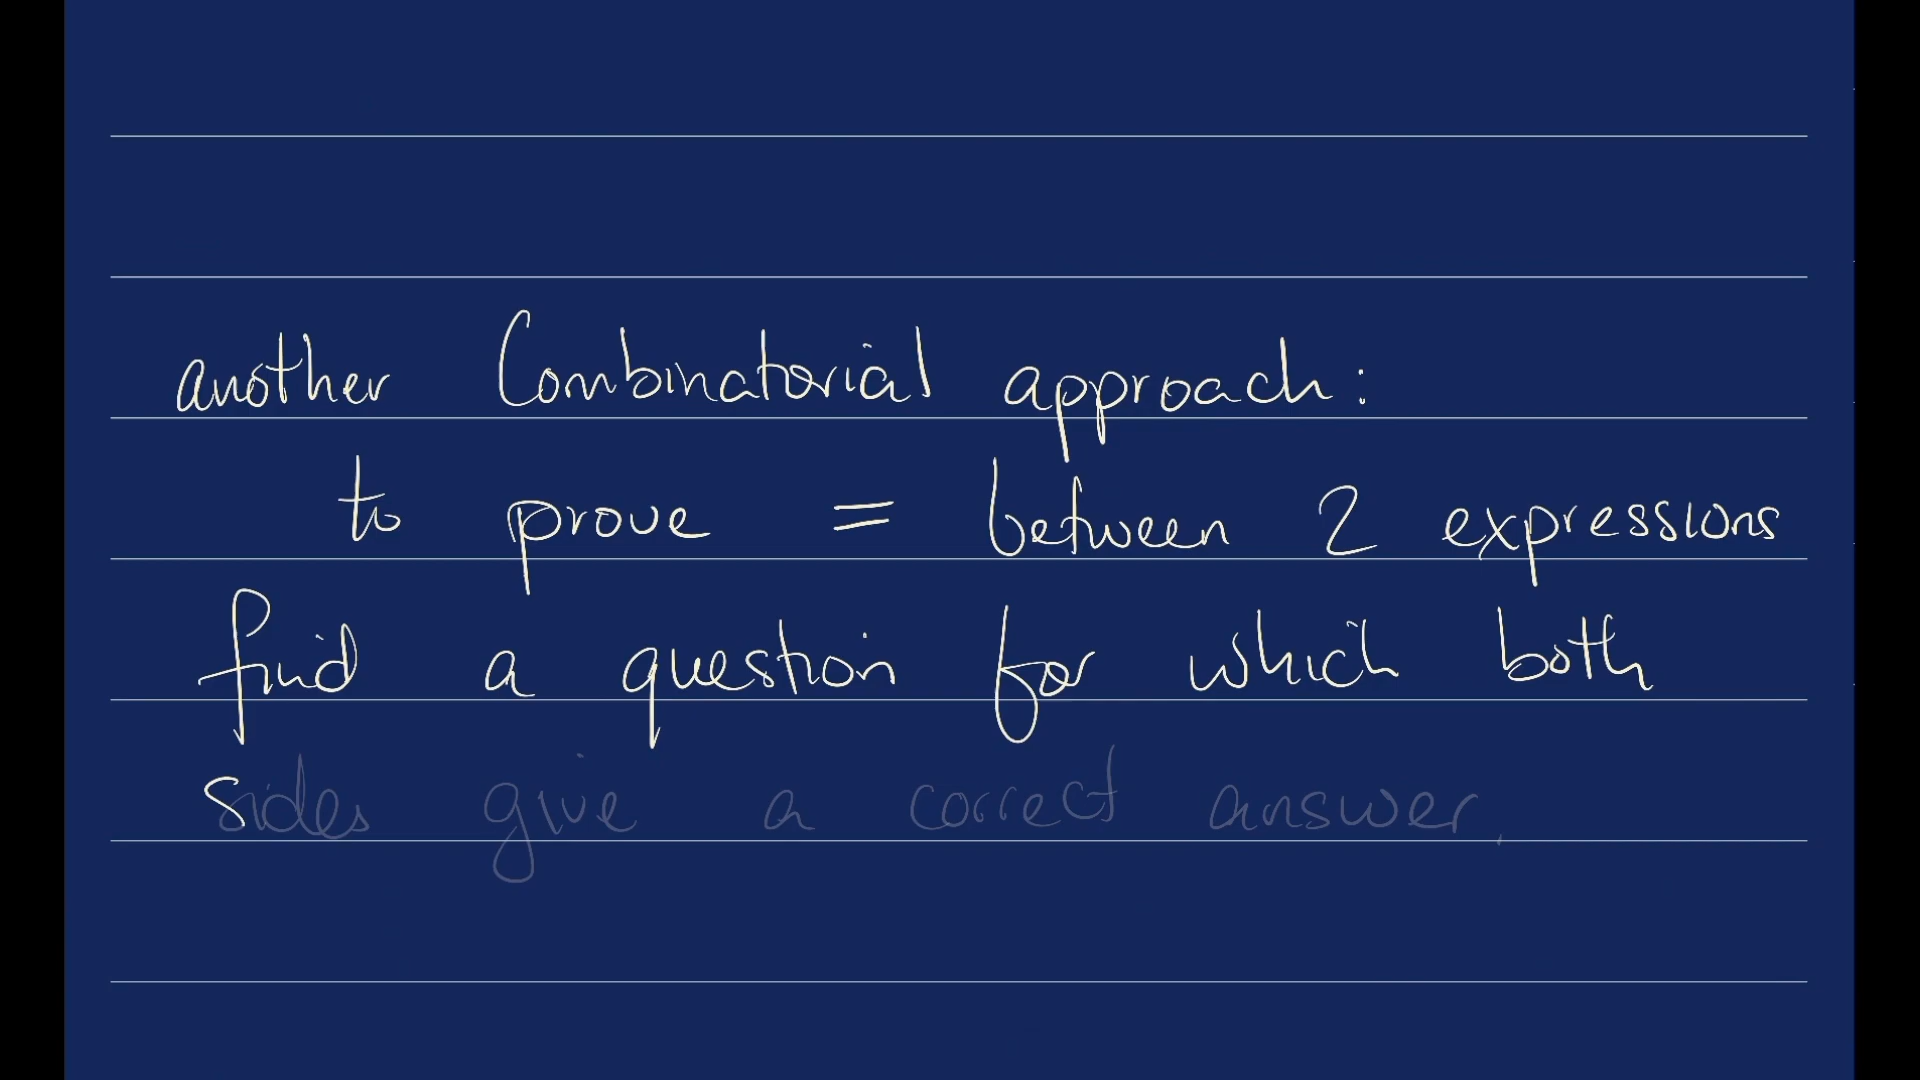 another Combinatorial approach:
to prove = between 2 expressions
find a question for which both
sides give a correct answer.